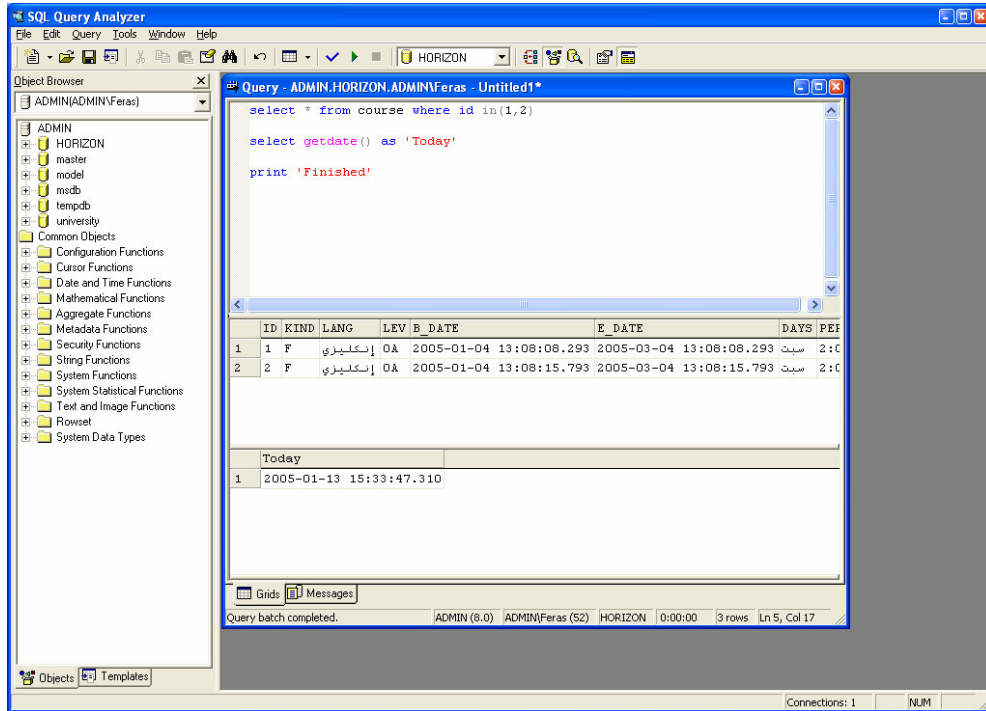 SQL Query Analyzer
File Edit Query Tools Window Help
HORIZON
Object Browser
ADMIN(ADMIN\Feras)
ADMIN
HORIZON
master
model
msdb
tempdb
university
Common Objects
Configuration Functions
Cursor Functions
Date and Time Functions
Mathematical Functions
Aggregate Functions
Metadata Functions
Security Functions
String Functions
System Functions
System Statistical Functions
Text and Image Functions
Rowset
System Data Types
Objects Templates
Query - ADMIN.HORIZON.ADMIN\Feras - Untitled1*
select * from course where id in(1,2)
select getdate() as 'Today'
print 'Finished'
ID KIND LANG LEV B_DATE E_DATE DAYS PER
1 1 F إنكليزي 0A 2005-01-04 13:08:08.293 2005-03-04 13:08:08.293 سبت 2:0
2 2 F إنكليزي 0A 2005-01-04 13:08:15.793 2005-03-04 13:08:15.793 سبت 2:0
Today
1 2005-01-13 15:33:47.310
Grids Messages
Query batch completed. ADMIN (8.0) ADMIN\Feras (52) HORIZON 0:00:00 3 rows Ln 5, Col 17
Connections: 1 NUM